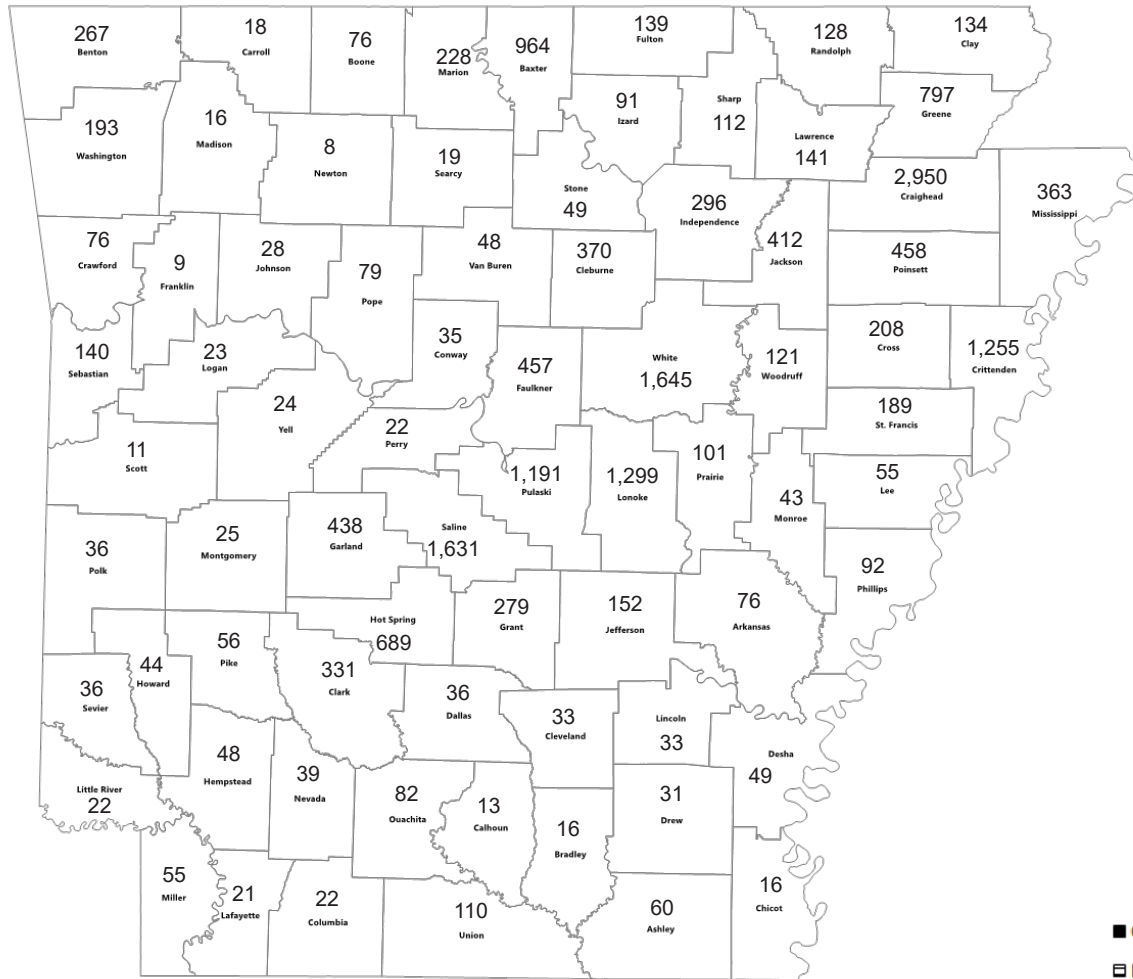 267
Benton
18
Carroll
76
Boone
228
Marion
964
Baxter
139
Fulton
128
Randolph
134
Clay
193
Washington
16
Madison
8
Newton
19
Searcy
91
Izard
Sharp
112
Lawrence
141
797
Greene
Stone
49
296
Independence
2,950
Craighead
363
Mississippi
76
Crawford
9
Franklin
28
Johnson
79
Pope
48
Van Buren
370
Cleburne
412
Jackson
458
Poinsett
140
Sebastian
23
Logan
35
Conway
457
Faulkner
White
1,645
121
Woodruff
208
Cross
1,255
Crittenden
11
Scott
24
Yell
22
Perry
1,191
Pulaski
1,299
Lonoke
101
Prairie
189
St. Francis
43
Monroe
55
Lee
36
Polk
25
Montgomery
438
Garland
Saline
1,631
92
Phillips
Hot Spring
689
279
Grant
152
Jefferson
76
Arkansas
36
Sevier
44
Howard
56
Pike
331
Clark
36
Dallas
33
Cleveland
Lincoln
33
Desha
49
Little River
22
48
Hempstead
39
Nevada
82
Ouachita
13
Calhoun
16
Bradley
31
Drew
55
Miller
21
Lafayette
22
Columbia
110
Union
60
Ashley
16
Chicot